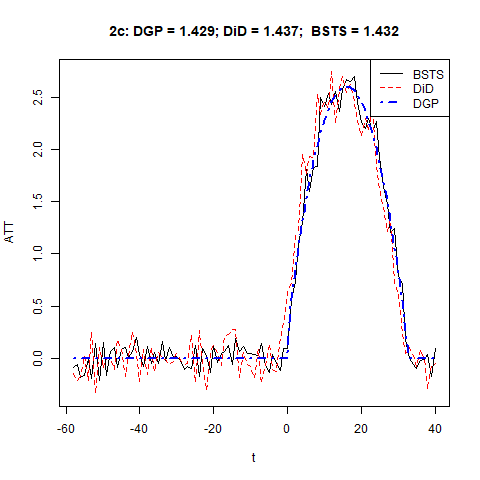 2c: DGP = 1.429; DiD = 1.437;  BSTS = 1.432
BSTS
DiD
DGP
ATT
2.5
2.0
1.5
1.0
0.5
0.0
-60 -40 -20 0 20 40
t